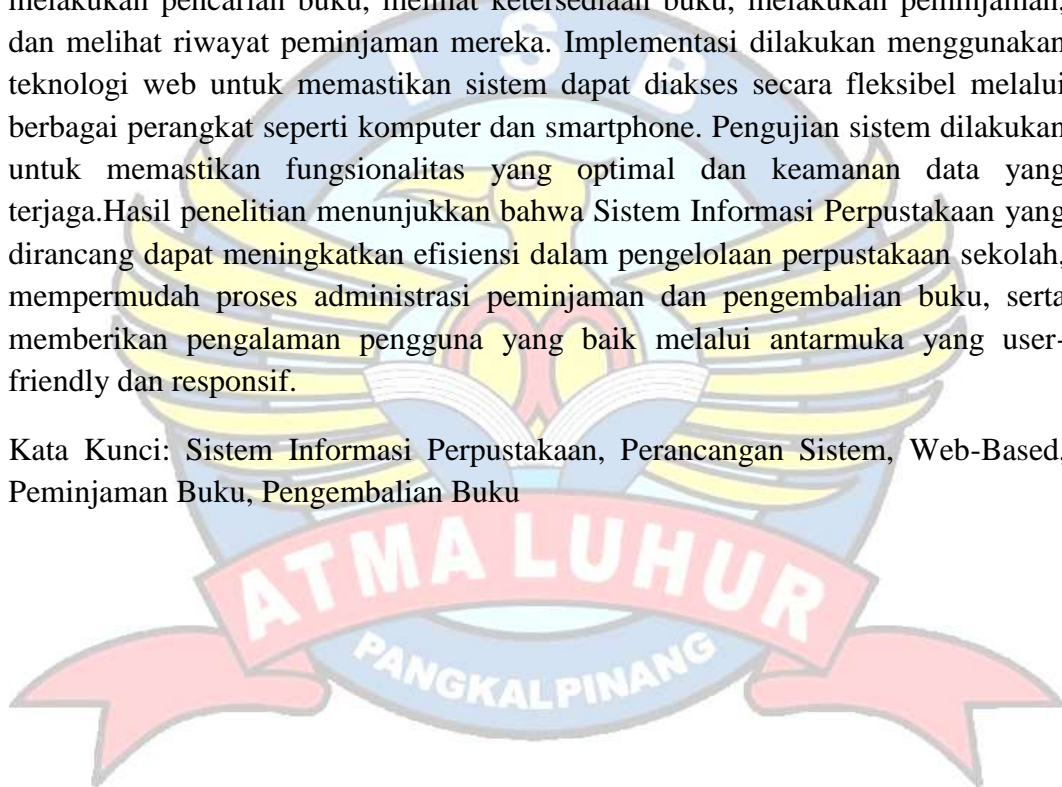 melakukan pencarian buku, melihat ketersediaan buku, melakukan peminjaman,
dan melihat riwayat peminjaman mereka. Implementasi dilakukan menggunakan
teknologi web untuk memastikan sistem dapat diakses secara fleksibel melalui
berbagai perangkat seperti komputer dan smartphone. Pengujian sistem dilakukan
untuk memastikan fungsionalitas yang optimal dan keamanan data yang
terjaga.Hasil penelitian menunjukkan bahwa Sistem Informasi Perpustakaan yang
dirancang dapat meningkatkan efisiensi dalam pengelolaan perpustakaan sekolah,
mempermudah proses administrasi peminjaman dan pengembalian buku, serta
memberikan pengalaman pengguna yang baik melalui antarmuka yang user-
friendly dan responsif.
Kata Kunci: Sistem Informasi Perpustakaan, Perancangan Sistem, Web-Based,
Peminjaman Buku, Pengembalian Buku
I S B
ATMA LUHUR
PANGKALPINANG